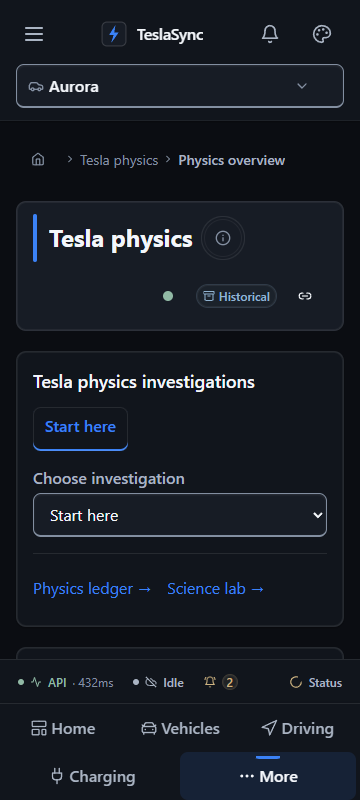 TeslaSync
Aurora
Tesla physics
Physics overview
Tesla physics
Historical
Tesla physics investigations
Start here
Choose investigation
Start here
Physics ledger →
Science lab →
API · 432ms
Idle
2
Status
Home
Vehicles
Driving
Charging
More